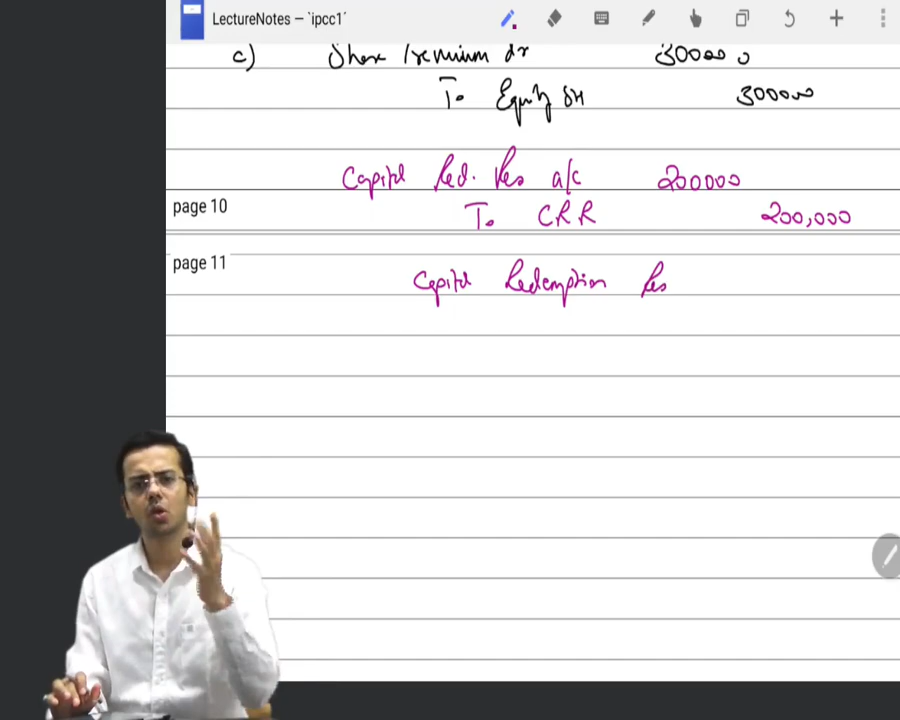 LectureNotes – `ipcc1`
c) Share Premium dr 300000
To Equity SH 300000
Capital Red. Res a/c 200000
page 10
To CRR 200,000
page 11
Capital Redemption Res